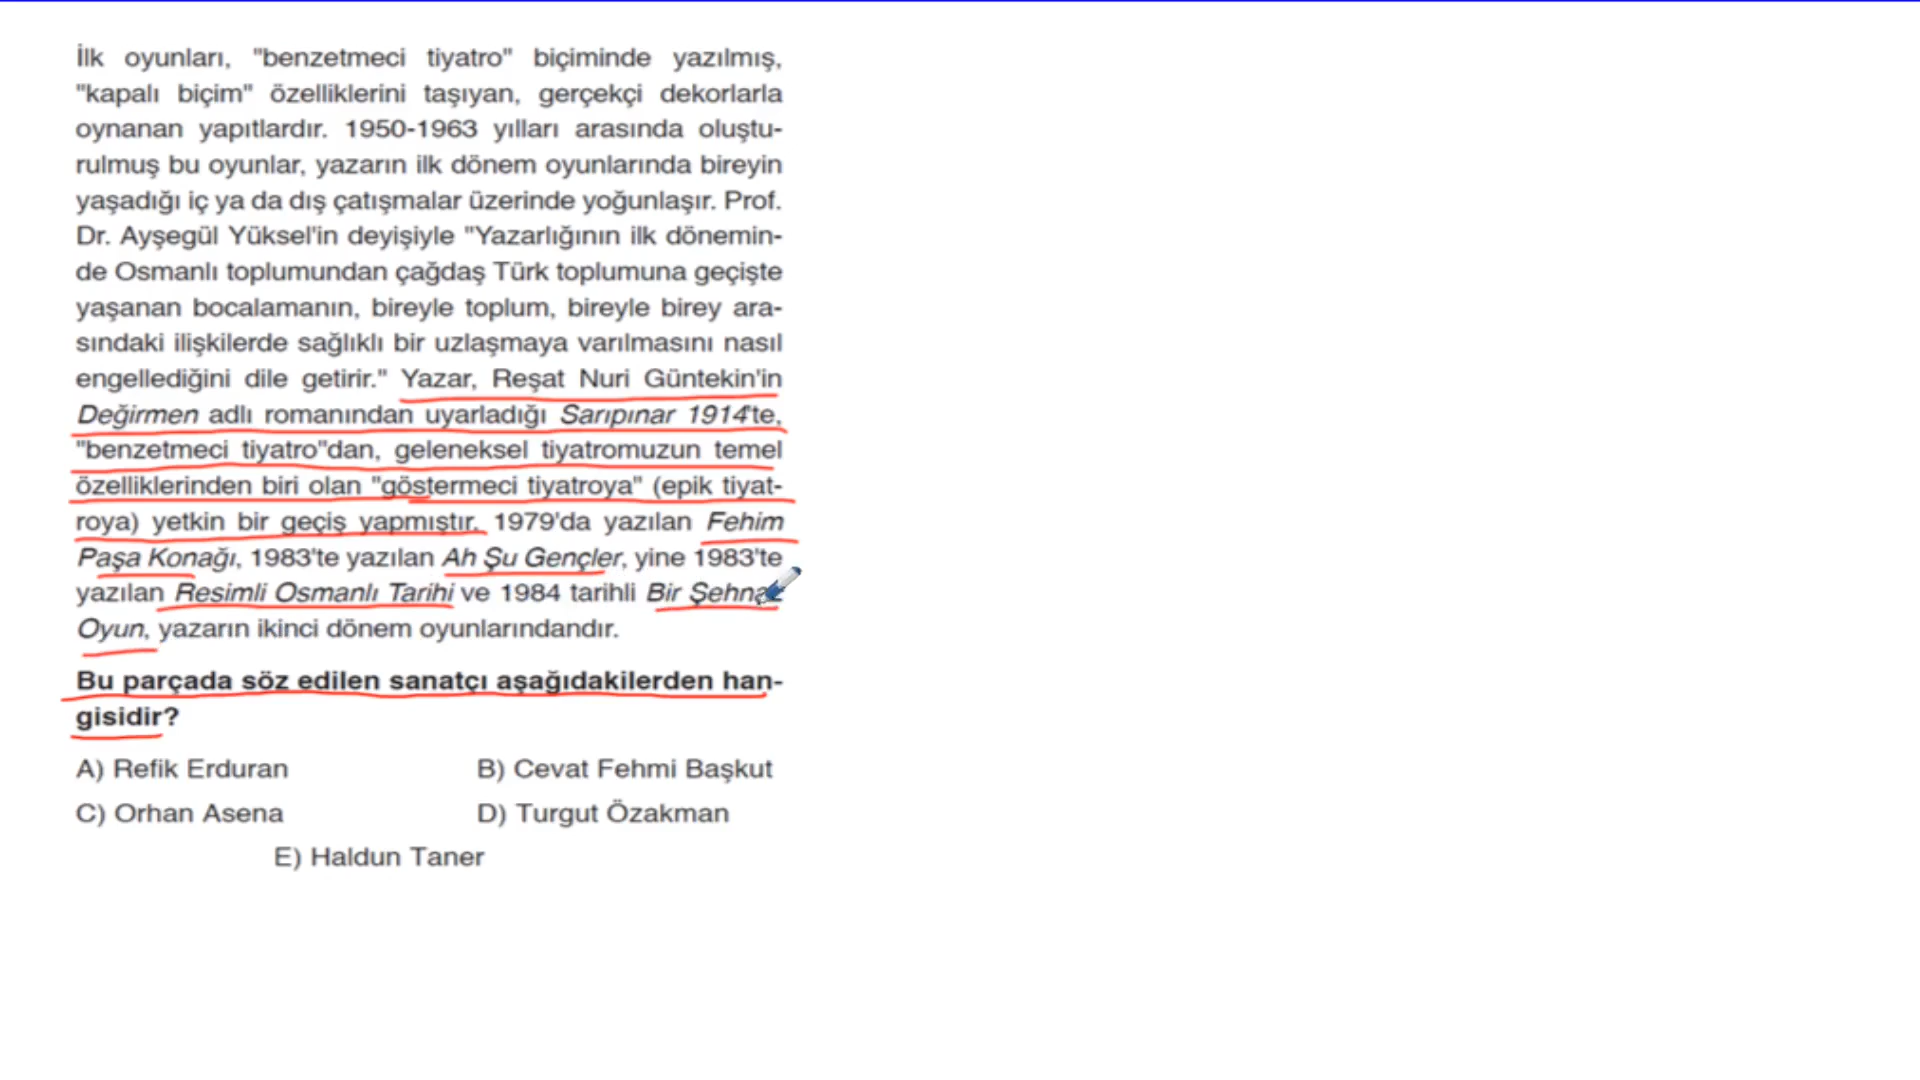 İlk oyunları, "benzetmeci tiyatro" biçiminde yazılmış,
"kapalı biçim" özelliklerini taşıyan, gerçekçi dekorlarla
oynanan yapıtlardır. 1950-1963 yılları arasında oluştu-
rulmuş bu oyunlar, yazarın ilk dönem oyunlarında bireyin
yaşadığı iç ya da dış çatışmalar üzerinde yoğunlaşır. Prof.
Dr. Ayşegül Yüksel'in deyişiyle "Yazarlığının ilk dönemin-
de Osmanlı toplumundan çağdaş Türk toplumuna geçişte
yaşanan bocalamanın, bireyle toplum, bireyle birey ara-
sındaki ilişkilerde sağlıklı bir uzlaşmaya varılmasını nasıl
engellediğini dile getirir." Yazar, Reşat Nuri Güntekin'in
Değirmen adlı romanından uyarladığı Sarıpınar 1914'te,
"benzetmeci tiyatro"dan, geleneksel tiyatromuzun temel
özelliklerinden biri olan "göstermeci tiyatroya" (epik tiyat-
roya) yetkin bir geçiş yapmıştır. 1979'da yazılan Fehim
Paşa Konağı, 1983'te yazılan Ah Şu Gençler, yine 1983'te
yazılan Resimli Osmanlı Tarihi ve 1984 tarihli Bir Şehnaz
Oyun, yazarın ikinci dönem oyunlarındandır.
Bu parçada söz edilen sanatçı aşağıdakilerden han-
gisidir?
A) Refik Erduran
B) Cevat Fehmi Başkut
C) Orhan Asena
D) Turgut Özakman
E) Haldun Taner